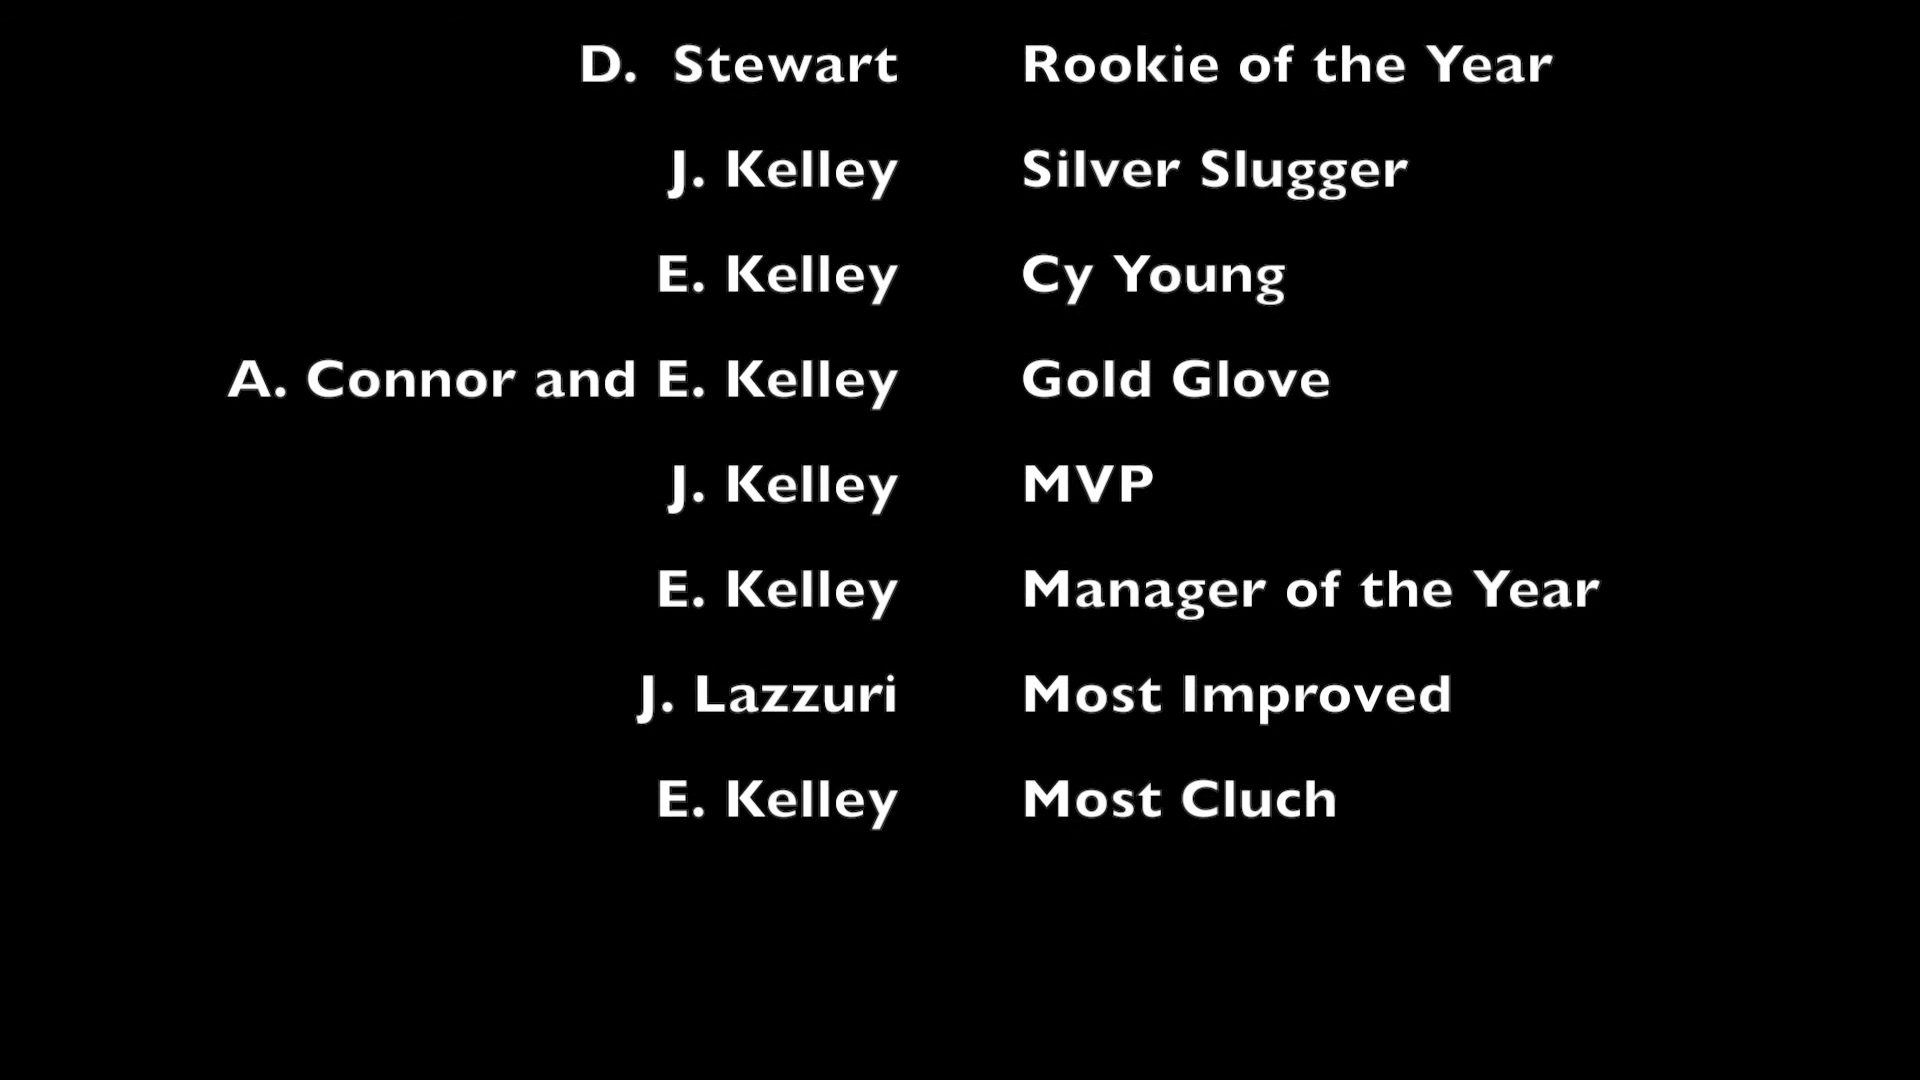 D. Stewart Rookie of the Year
J. Kelley Silver Slugger
E. Kelley Cy Young
A. Connor and E. Kelley Gold Glove
J. Kelley MVP
E. Kelley Manager of the Year
J. Lazzuri Most Improved
E. Kelley Most Cluch